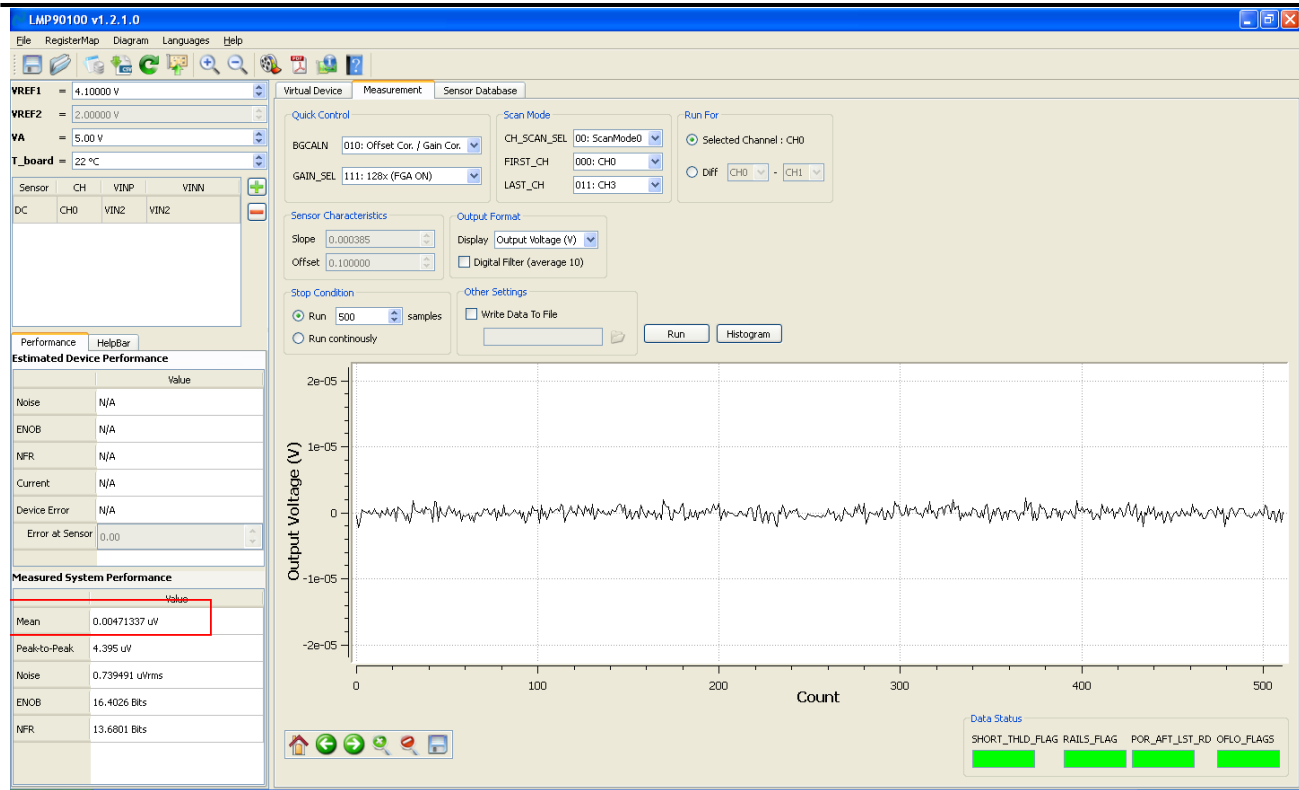 LMP90100 v1.2.1.0
File RegisterMap Diagram Languages Help
VREF1 = 4.10000 V
VREF2 = 2.00000 V
VA = 5.00 V
T_board = 22 °C
Sensor CH VINP VINN
DC CH0 VIN2 VIN2
Performance HelpBar
Estimated Device Performance
Value
Noise N/A
ENOB N/A
NFR N/A
Current N/A
Device Error N/A
Error at Sensor 0.00
Measured System Performance
Value
Mean 0.00471337 uV
Peak-to-Peak 4.395 uV
Noise 0.739491 uVrms
ENOB 16.4026 Bits
NFR 13.6801 Bits
Virtual Device Measurement Sensor Database
Quick Control
BGCALN 010: Offset Cor. / Gain Cor.
GAIN_SEL 111: 128x (FGA ON)
Scan Mode
CH_SCAN_SEL 00: ScanMode0
FIRST_CH 000: CH0
LAST_CH 011: CH3
Run For
Selected Channel : CH0
Diff CH0 - CH1
Sensor Characteristics
Slope 0.000385
Offset 0.100000
Output Format
Display Output Voltage (V)
Digital Filter (average 10)
Stop Condition
Run 500 samples
Run continously
Other Settings
Write Data To File
Run Histogram
Output Voltage (V)
2e-05
1e-05
0
-1e-05
-2e-05
0 100 200 300 400 500
Count
Data Status
SHORT_THLD_FLAG RAILS_FLAG POR_AFT_LST_RD OFLO_FLAGS